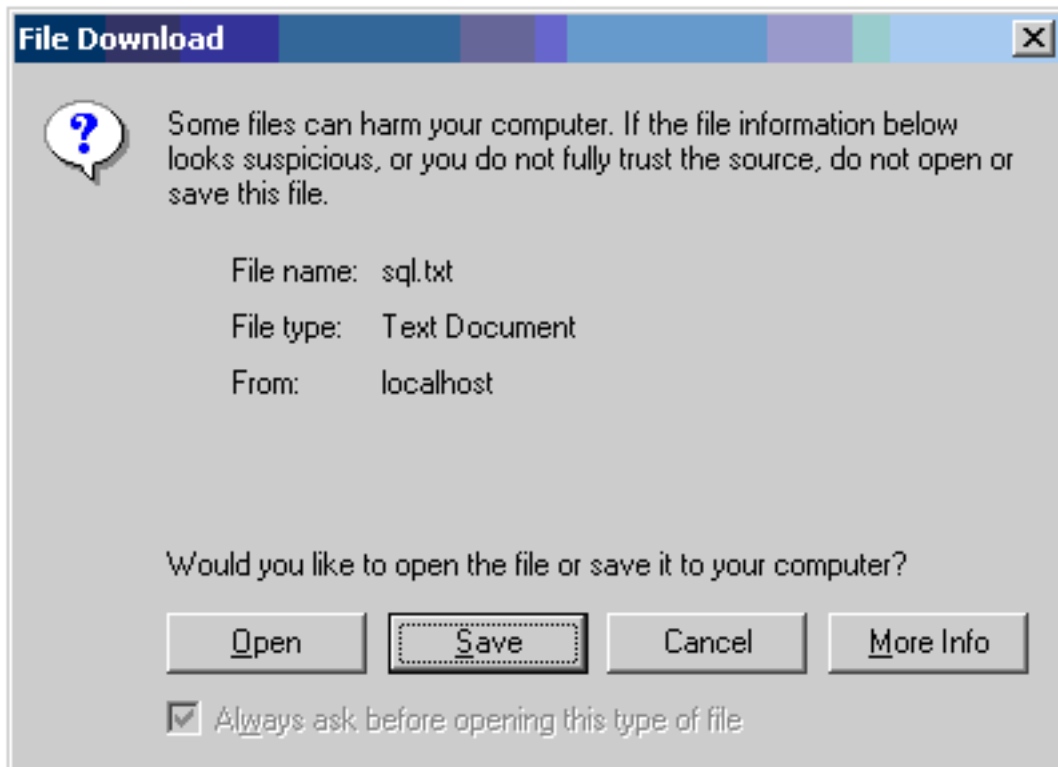 File Download
Some files can harm your computer. If the file information below
looks suspicious, or you do not fully trust the source, do not open or
save this file.
File name: sql.txt
File type: Text Document
From: localhost
Would you like to open the file or save it to your computer?
Open Save Cancel More Info
Always ask before opening this type of file